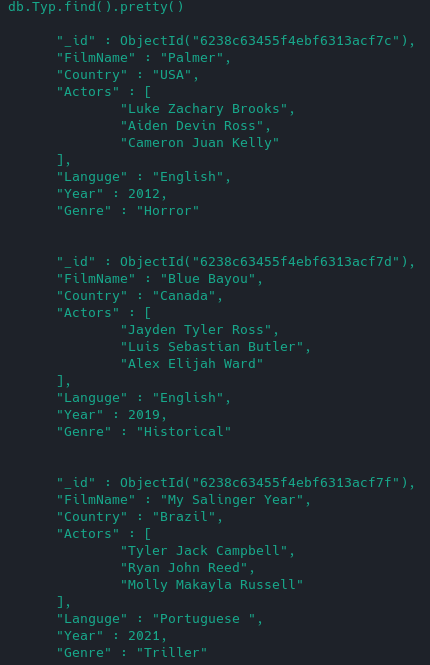 db.Typ.find().pretty()
"_id" : ObjectId("6238c63455f4ebf6313acf7c"),
"FilmName" : "Palmer",
"Country" : "USA",
"Actors" : [
"Luke Zachary Brooks",
"Aiden Devin Ross",
"Cameron Juan Kelly"
],
"Languge" : "English",
"Year" : 2012,
"Genre" : "Horror"
"_id" : ObjectId("6238c63455f4ebf6313acf7d"),
"FilmName" : "Blue Bayou",
"Country" : "Canada",
"Actors" : [
"Jayden Tyler Ross",
"Luis Sebastian Butler",
"Alex Elijah Ward"
],
"Languge" : "English",
"Year" : 2019,
"Genre" : "Historical"
"_id" : ObjectId("6238c63455f4ebf6313acf7f"),
"FilmName" : "My Salinger Year",
"Country" : "Brazil",
"Actors" : [
"Tyler Jack Campbell",
"Ryan John Reed",
"Molly Makayla Russell"
],
"Languge" : "Portuguese ",
"Year" : 2021,
"Genre" : "Triller"